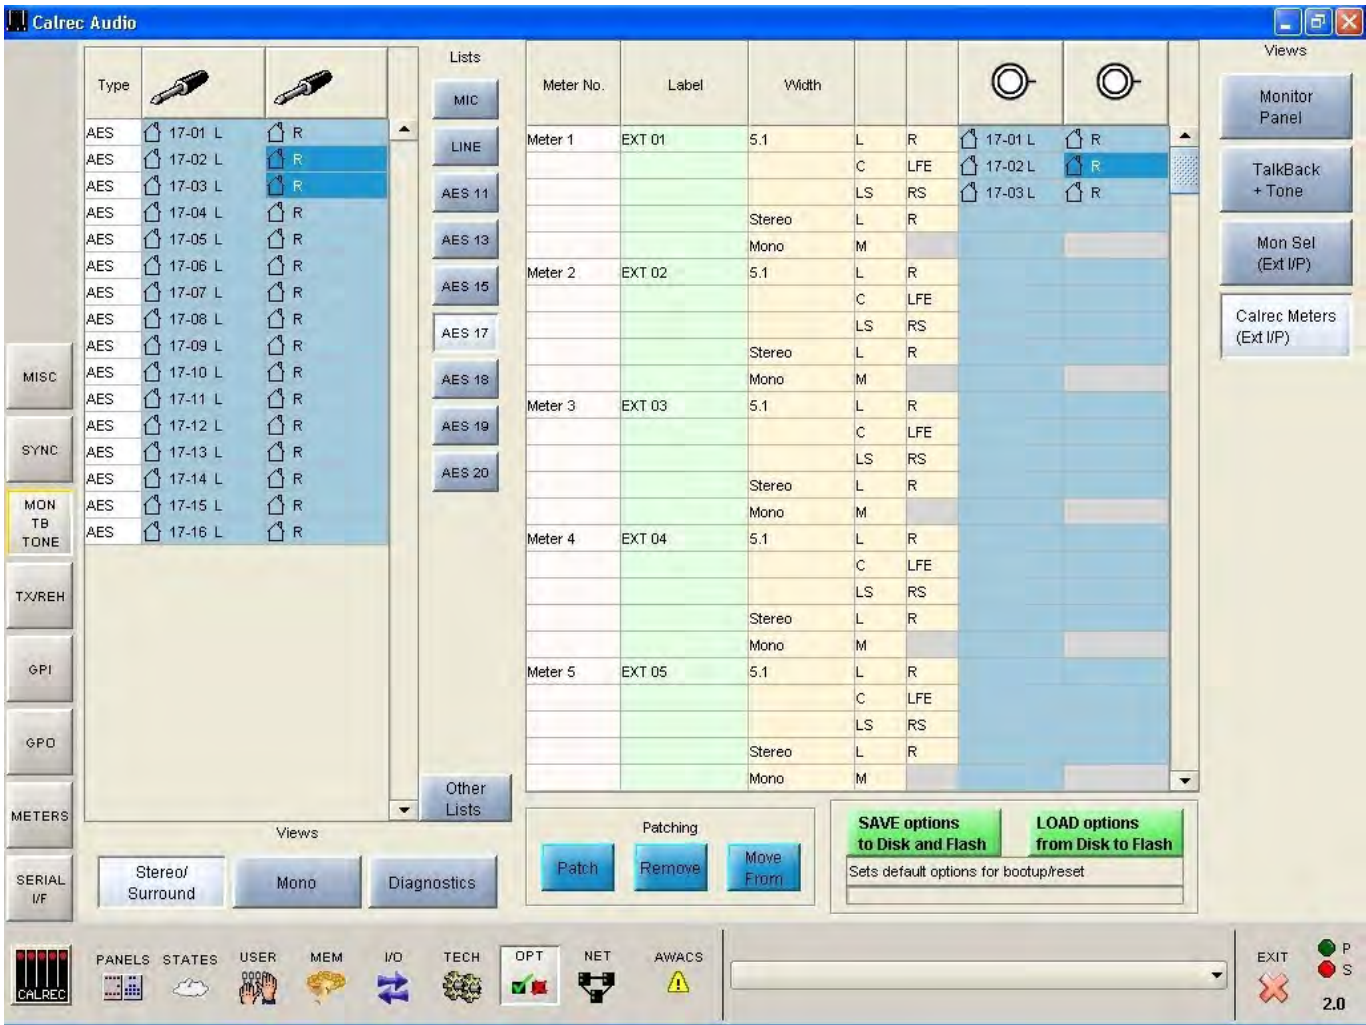 Calrec Audio
Type
AES 17-01 L R
AES 17-02 L R
AES 17-03 L R
AES 17-04 L R
AES 17-05 L R
AES 17-06 L R
AES 17-07 L R
AES 17-08 L R
AES 17-09 L R
AES 17-10 L R
AES 17-11 L R
AES 17-12 L R
AES 17-13 L R
AES 17-14 L R
AES 17-15 L R
AES 17-16 L R
Lists
MIC
LINE
AES 11
AES 13
AES 15
AES 17
AES 18
AES 19
AES 20
Other
Lists
Meter No. Label Width
Meter 1 EXT 01 5.1 L R 17-01 L R
C LFE 17-02 L R
LS RS 17-03 L R
Stereo L R
Mono M
Meter 2 EXT 02 5.1 L R
C LFE
LS RS
Stereo L R
Mono M
Meter 3 EXT 03 5.1 L R
C LFE
LS RS
Stereo L R
Mono M
Meter 4 EXT 04 5.1 L R
C LFE
LS RS
Stereo L R
Mono M
Meter 5 EXT 05 5.1 L R
C LFE
LS RS
Stereo L R
Mono M
Views
Monitor
Panel
TalkBack
+ Tone
Mon Sel
(Ext I/P)
Calrec Meters
(Ext I/P)
MISC
SYNC
MON
TB
TONE
TX/REH
GPI
GPO
METERS
SERIAL
I/F
Views
Stereo/
Surround
Mono
Diagnostics
Patching
Patch
Remove
Move
From
SAVE options
to Disk and Flash
LOAD options
from Disk to Flash
Sets default options for bootup/reset
CALREC
PANELS STATES USER MEM I/O TECH OPT NET AWACS
EXIT
P
S
2.0